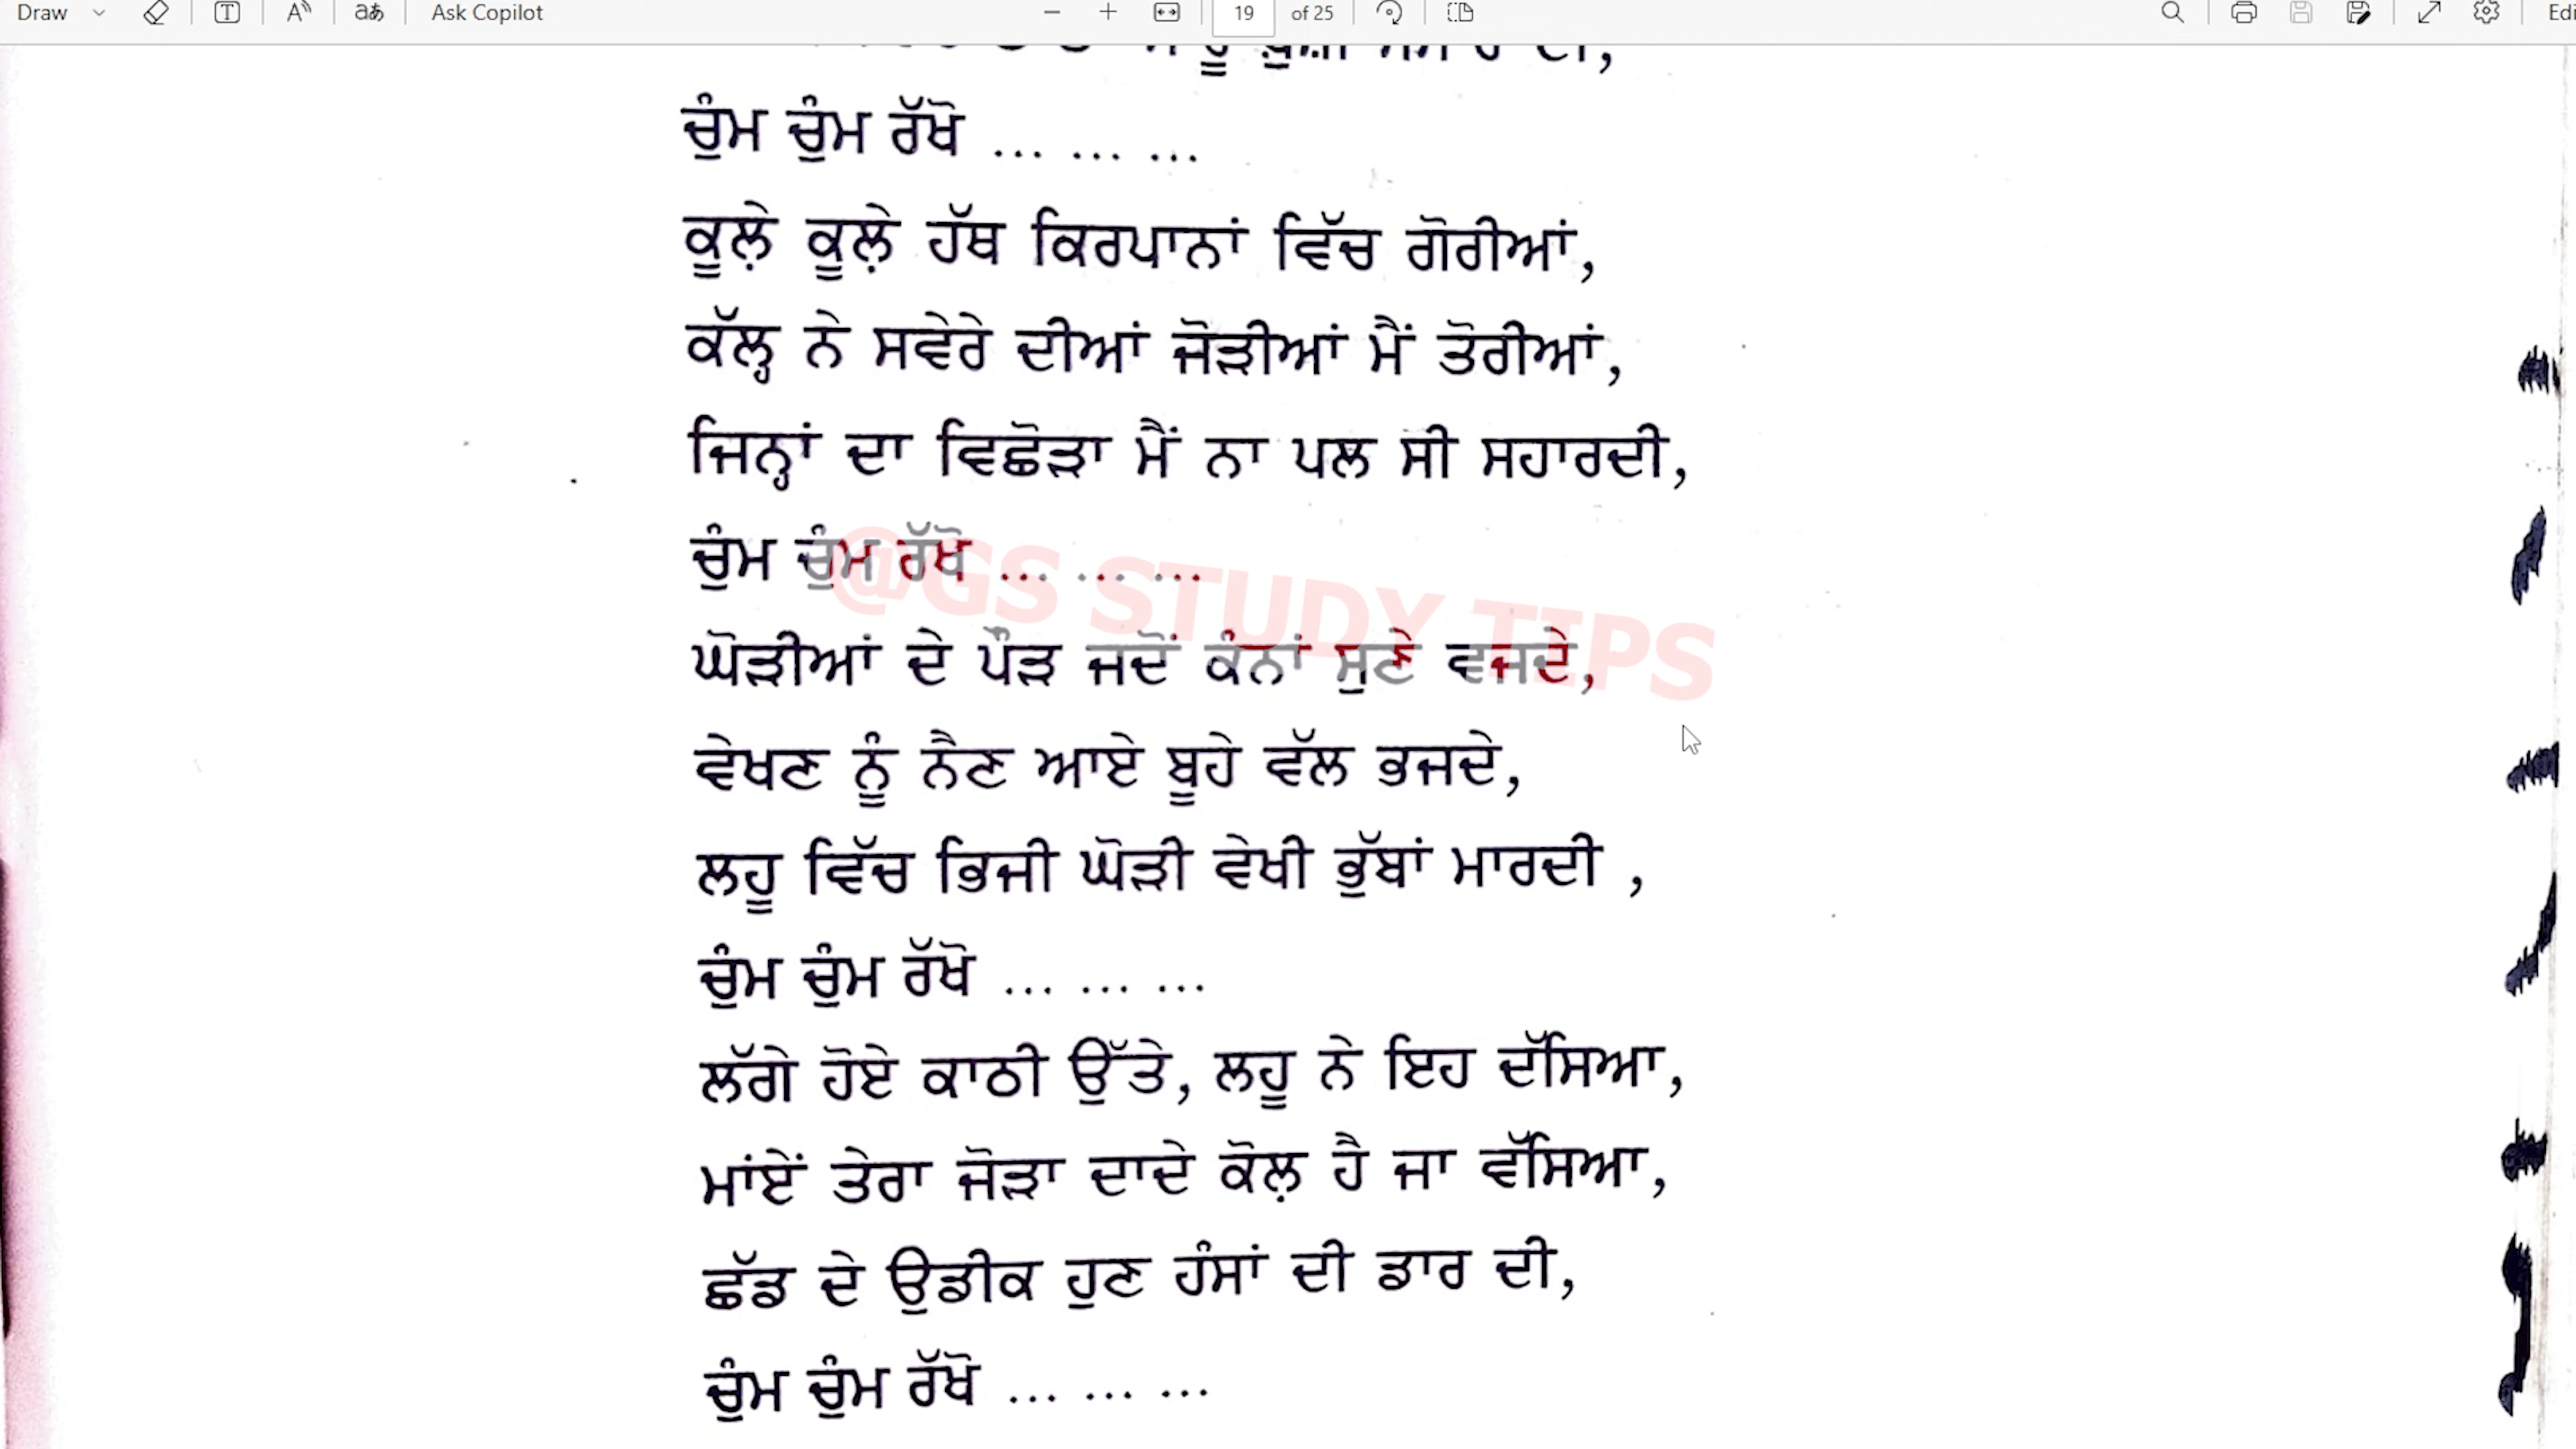 Draw Ask Copilot 19 of 25 Edi
ਚੁੰਮ ਚੁੰਮ ਰੱਖੋ ... ... ...
ਕੂਲ਼ੇ ਕੂਲ਼ੇ ਹੱਥ ਕਿਰਪਾਨਾਂ ਵਿੱਚ ਗੋਰੀਆਂ,
ਕੱਲ੍ਹ ਨੇ ਸਵੇਰੇ ਦੀਆਂ ਜੋੜੀਆਂ ਮੈਂ ਤੋਰੀਆਂ,
ਜਿਨ੍ਹਾਂ ਦਾ ਵਿਛੋੜਾ ਮੈਂ ਨਾ ਪਲ ਸੀ ਸਹਾਰਦੀ,
ਚੁੰਮ ਚੁੰਮ ਰੱਖੋ ... ... ...
@GS STUDY TIPS
ਘੋੜੀਆਂ ਦੇ ਪੌੜ ਜਦੋਂ ਕੰਨਾਂ ਸੁਣੇ ਵਜਦੇ,
ਵੇਖਣ ਨੂੰ ਨੈਣ ਆਏ ਬੂਹੇ ਵੱਲ ਭਜਦੇ,
ਲਹੂ ਵਿੱਚ ਭਿਜੀ ਘੋੜੀ ਵੇਖੀ ਭੁੱਬਾਂ ਮਾਰਦੀ ,
ਚੁੰਮ ਚੁੰਮ ਰੱਖੋ ... ... ...
ਲੱਗੇ ਹੋਏ ਕਾਠੀ ਉੱਤੇ, ਲਹੂ ਨੇ ਇਹ ਦੱਸਿਆ,
ਮਾਂਏਂ ਤੇਰਾ ਜੋੜਾ ਦਾਦੇ ਕੋਲ਼ ਹੈ ਜਾ ਵੱਸਿਆ,
ਛੱਡ ਦੇ ਉਡੀਕ ਹੁਣ ਹੰਸਾਂ ਦੀ ਡਾਰ ਦੀ,
ਚੁੰਮ ਚੁੰਮ ਰੱਖੋ ... ... ...